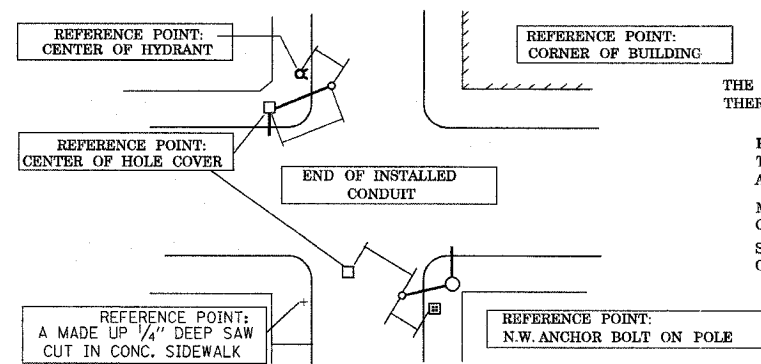 REFERENCE POINT:
CENTER OF HYDRANT
REFERENCE POINT:
CORNER OF BUILDING
THE
REFERENCE POINT:
CENTER OF HOLE COVER
END OF INSTALLED
CONDUIT
REFERENCE POINT:
A MADE UP 1/4" DEEP SAW
CUT IN CONC. SIDEWALK
REFERENCE POINT:
N.W. ANCHOR BOLT ON POLE